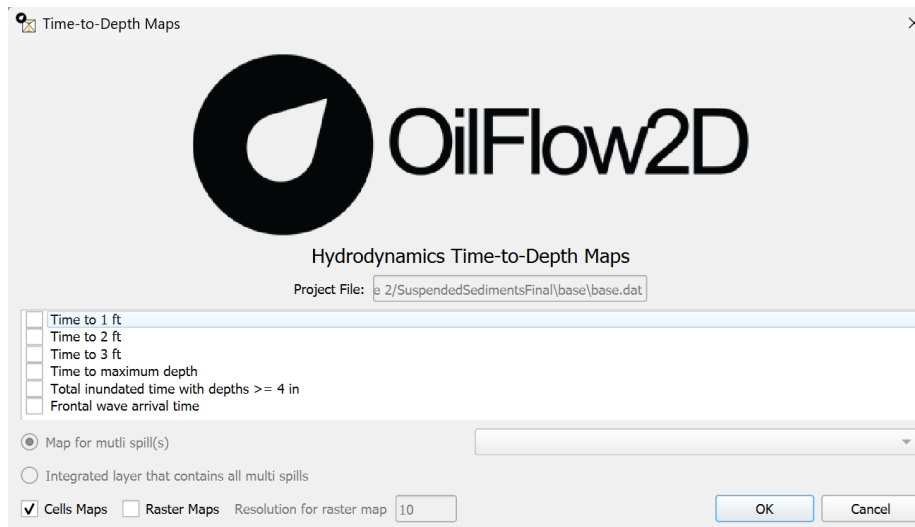 Time-to-Depth Maps
OilFlow2D
Hydrodynamics Time-to-Depth Maps
Project File: e 2/SuspendedSedimentsFinal\base\base.dat
Time to 1 ft
Time to 2 ft
Time to 3 ft
Time to maximum depth
Total inundated time with depths >= 4 in
Frontal wave arrival time
Map for mutli spill(s)
Integrated layer that contains all multi spills
Cells Maps Raster Maps Resolution for raster map 10 OK Cancel